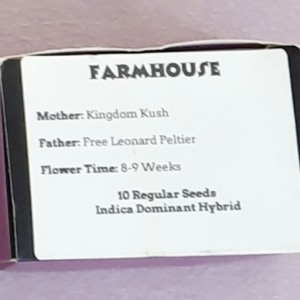 FARMHOUSE
Mother: Kingdom Kush
Father: Free Leonard Peltier
Flower Time: 8-9 Weeks
10 Regular Seeds
Indica Dominant Hybrid